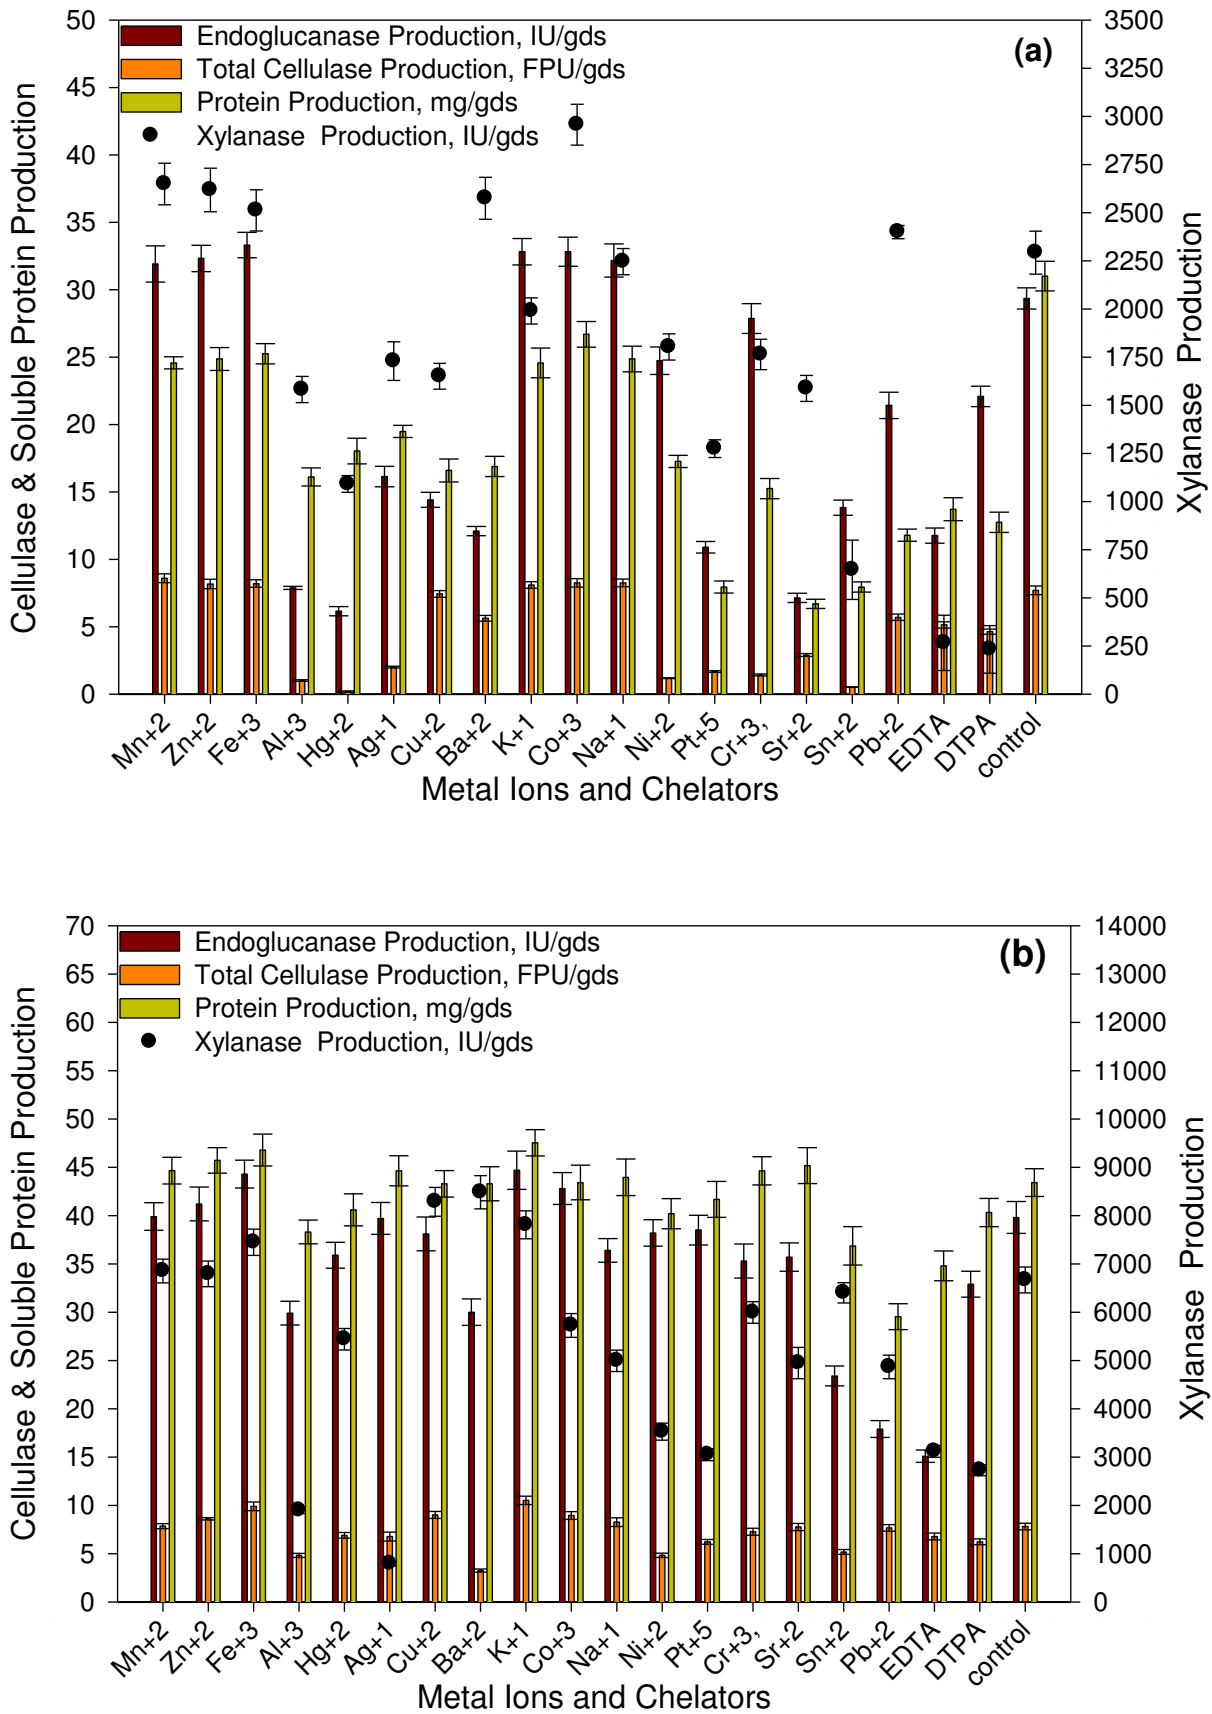 (a)
Endoglucanase Production, IU/gds
Total Cellulase Production, FPU/gds
Protein Production, mg/gds
Xylanase  Production, IU/gds
Cellulase & Soluble Protein Production
50
45
40
35
30
25
20
15
10
5
0
Xylanase  Production
3500
3250
3000
2750
2500
2250
2000
1750
1500
1250
1000
750
500
250
0
Mn+2
Zn+2
Fe+3
Al+3
Hg+2
Ag+1
Cu+2
Ba+2
K+1
Co+3
Na+1
Ni+2
Pt+5
Cr+3,
Sr+2
Sn+2
Pb+2
EDTA
DTPA
control
Metal Ions and Chelators
(b)
Endoglucanase Production, IU/gds
Total Cellulase Production, FPU/gds
Protein Production, mg/gds
Xylanase  Production, IU/gds
Cellulase & Soluble Protein Production
70
65
60
55
50
45
40
35
30
25
20
15
10
5
0
Xylanase  Production
14000
13000
12000
11000
10000
9000
8000
7000
6000
5000
4000
3000
2000
1000
0
Mn+2
Zn+2
Fe+3
Al+3
Hg+2
Ag+1
Cu+2
Ba+2
K+1
Co+3
Na+1
Ni+2
Pt+5
Cr+3,
Sr+2
Sn+2
Pb+2
EDTA
DTPA
control
Metal Ions and Chelators